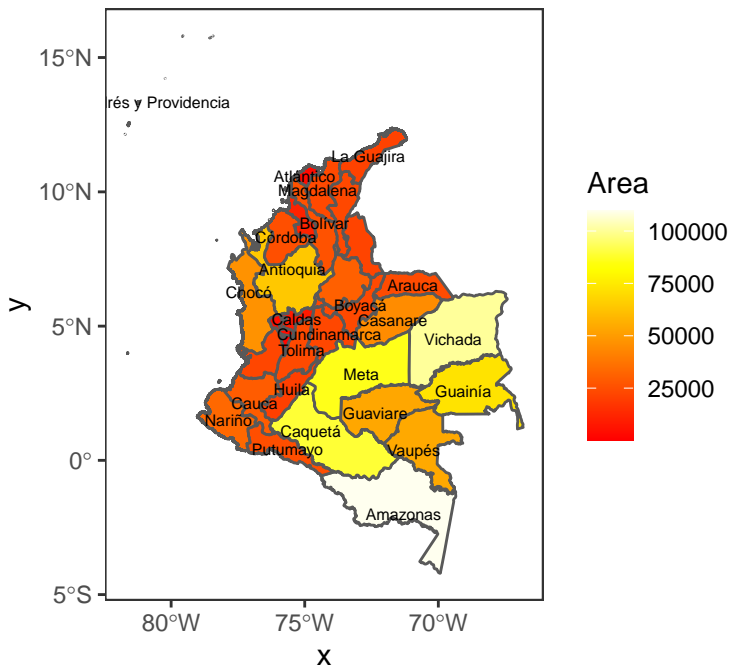 15°N
10°N
5°N
0°
5°S
80°W
75°W
70°W
x
y
rés y Providencia
La Guajira
Atlántico
Magdalena
Bolívar
Córdoba
Antioquia
Chocó
Arauca
Boyacá
Caldas
Casanare
Cundinamarca
Tolima
Vichada
Meta
Huila
Guainía
Cauca
Guaviare
Nariño
Caquetá
Putumayo
Vaupés
Amazonas
Area
100000
75000
50000
25000